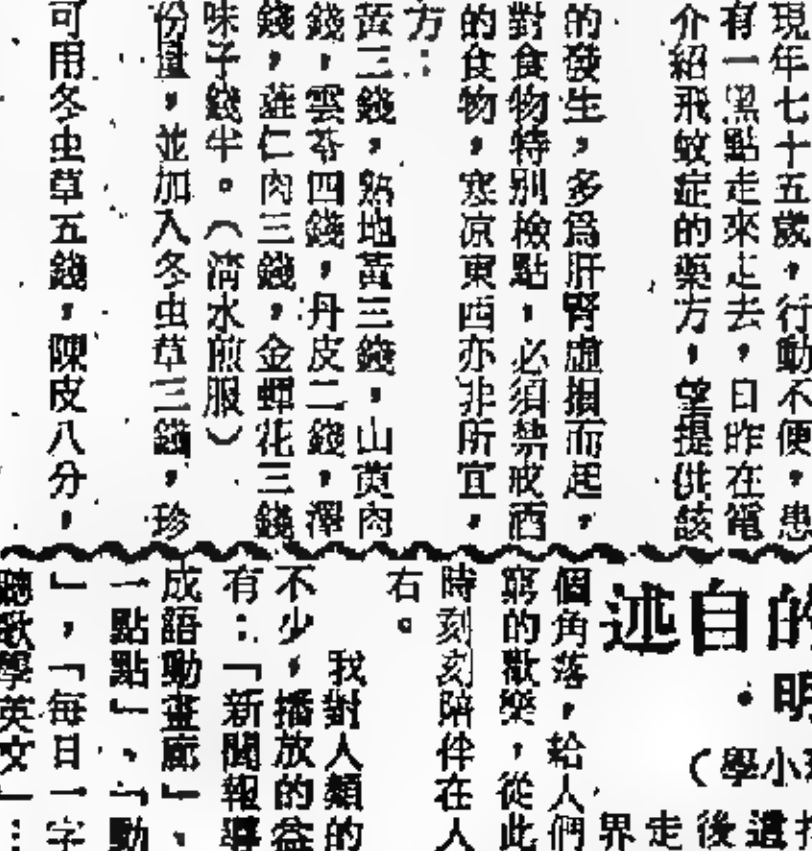 現年七十五歲，行動不便，患
有一黑點走來走去，日昨在電
介紹飛蚊症的藥方，望提供該
的發生，多爲肝腎虛損而起，
對食物特別檢點，必須禁戒酒
的食物，寒凉東西亦非所宜，
方：
黃三錢，熟地黃三錢，山萸肉
錢，雲苓四錢，丹皮二錢，澤
錢，蕤仁肉三錢，金蟬花三錢
味子錢半。（清水煎服）
份量，並加入冬虫草三錢，珍
可用冬虫草五錢，陳皮八分，
的自述
明．
小學）
遺後走界
個角落，給人們
窮的歡樂，從此
時刻刻陪伴在人
右。
我對人類的
不少，播放的益
有：「新聞報導
成語動畫廊」、
一點點」、「動
」，「每日一字
聽歌學英文」：